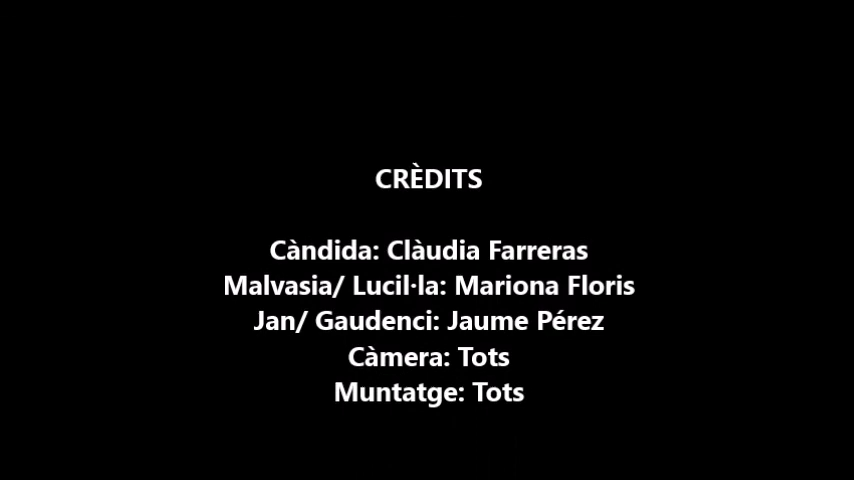 CRÈDITS
Càndida: Clàudia Farreras
Malvasia/ Lucil·la: Mariona Floris
Jan/ Gaudenci: Jaume Pérez
Càmera: Tots
Muntatge: Tots